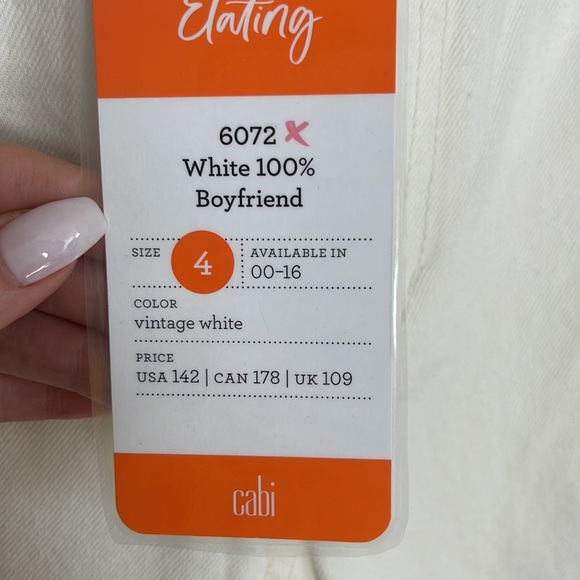 Elating
6072 X
White 100%
Boyfriend
SIZE 4 AVAILABLE IN
00-16
COLOR
vintage white
PRICE
USA 142 | CAN 178 | UK 109
cabi